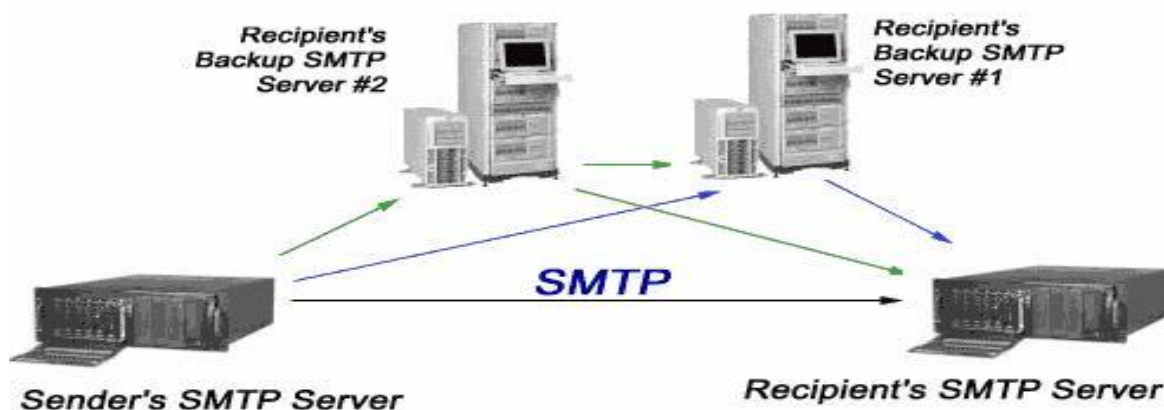 Recipient's
Backup SMTP
Server #2
Recipient's
Backup SMTP
Server #1
SMTP
Sender's SMTP Server
Recipient's SMTP Server